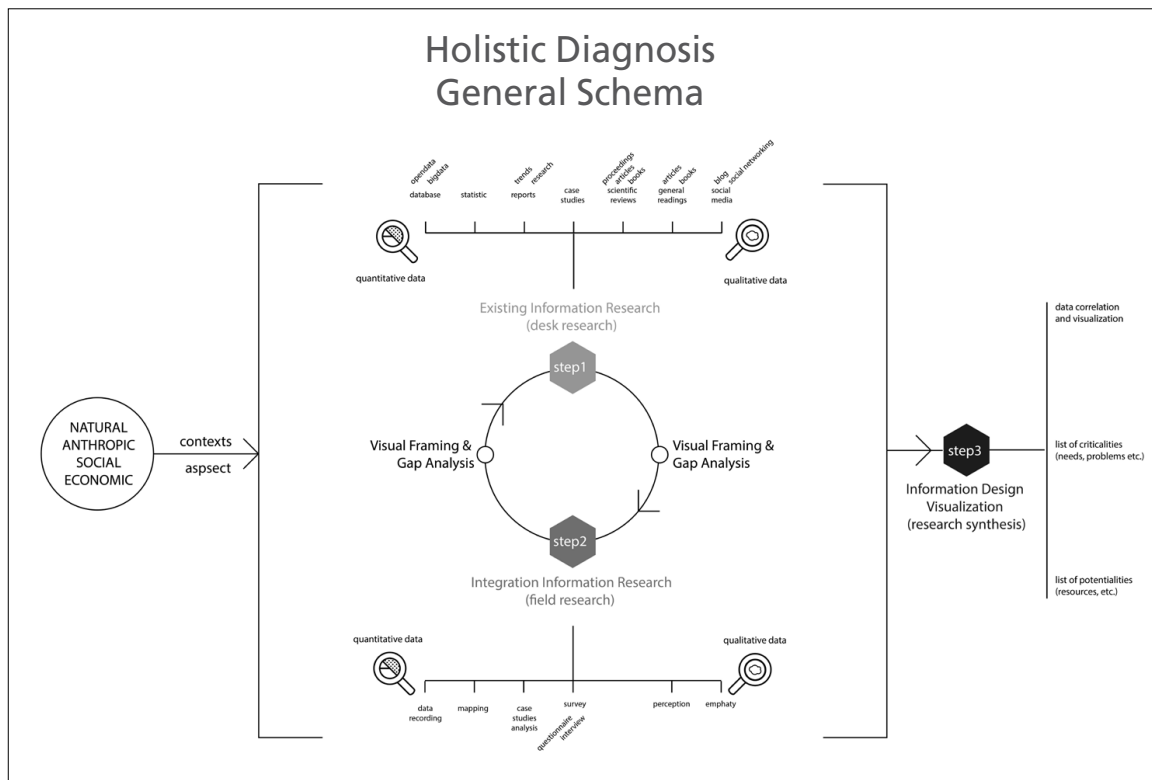 Holistic Diagnosis
General Schema
opendata
bigdata
database
statistic
trends
research
reports
case
studies
proceedings
articles
books
scientific
reviews
articles
books
general
readings
blog
social networking
social
media
quantitative data
qualitative data
Existing Information Research
(desk research)
step1
NATURAL
ANTHROPIC
SOCIAL
ECONOMIC
contexts
aspsect
Visual Framing &
Gap Analysis
Visual Framing &
Gap Analysis
step2
Integration Information Research
(field research)
quantitative data
qualitative data
data
recording
mapping
case
studies
analysis
survey
questionnaire
interview
perception
emphaty
step3
Information Design
Visualization
(research synthesis)
data correlation
and visualization
list of criticalities
(needs, problems etc.)
list of potentialities
(resources, etc.)